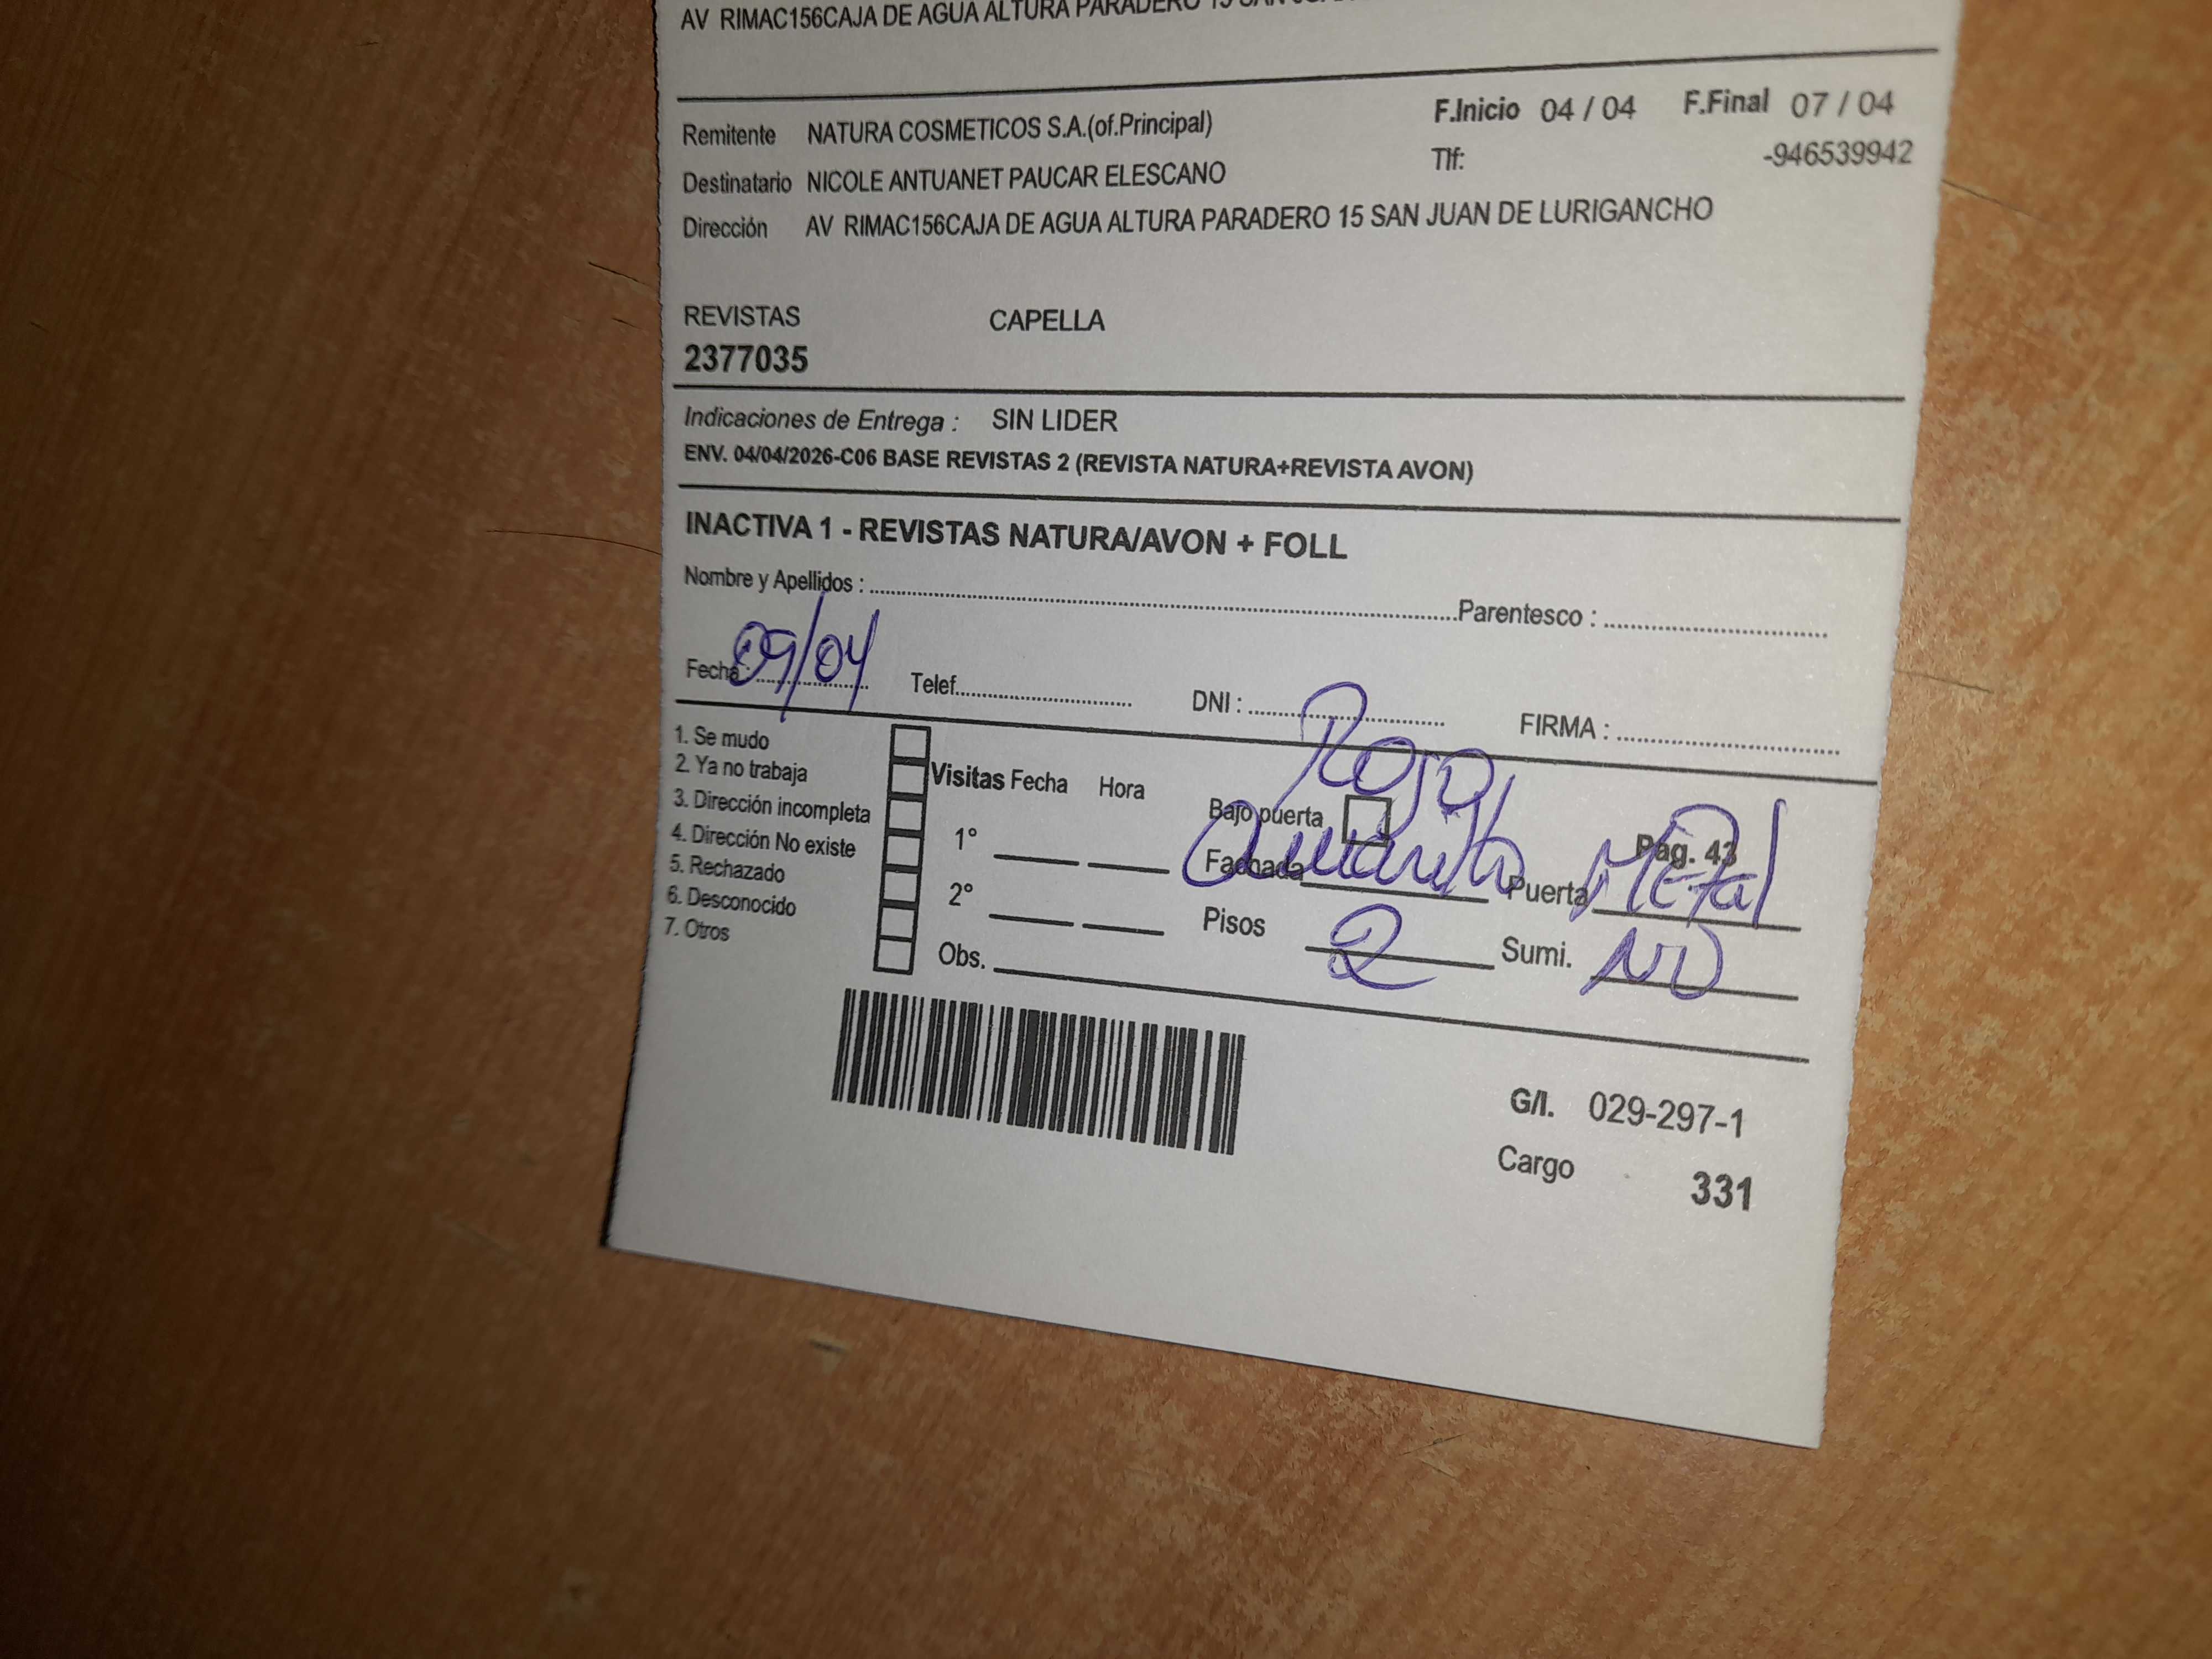 AV RIMAC156CAJA DE AGUA ALTURA PARADERO 15 SAN
F.Inicio 04 / 04 F.Final 07 / 04
Remitente NATURA COSMETICOS S.A.(of.Principal)
Tlf: -946539942
Destinatario NICOLE ANTUANET PAUCAR ELESCANO
Dirección AV RIMAC156CAJA DE AGUA ALTURA PARADERO 15 SAN JUAN DE LURIGANCHO
REVISTAS CAPELLA
2377035
Indicaciones de Entrega : SIN LIDER
ENV. 04/04/2026-C06 BASE REVISTAS 2 (REVISTA NATURA+REVISTA AVON)
INACTIVA 1 - REVISTAS NATURA/AVON + FOLL
Nombre y Apellidos : Parentesco :
Fecha : 09/04 Telef. DNI : FIRMA :
1. Se mudo
2. Ya no trabaja
3. Dirección incompleta
4. Dirección No existe
5. Rechazado
6. Desconocido
7. Otros
Visitas Fecha Hora
1°
2°
Obs.
Rojo
Bajo puerta Pag. 43
Fachada Amarillo Puerta Metal
Pisos 2 Sumi. NO
G/I. 029-297-1
Cargo 331